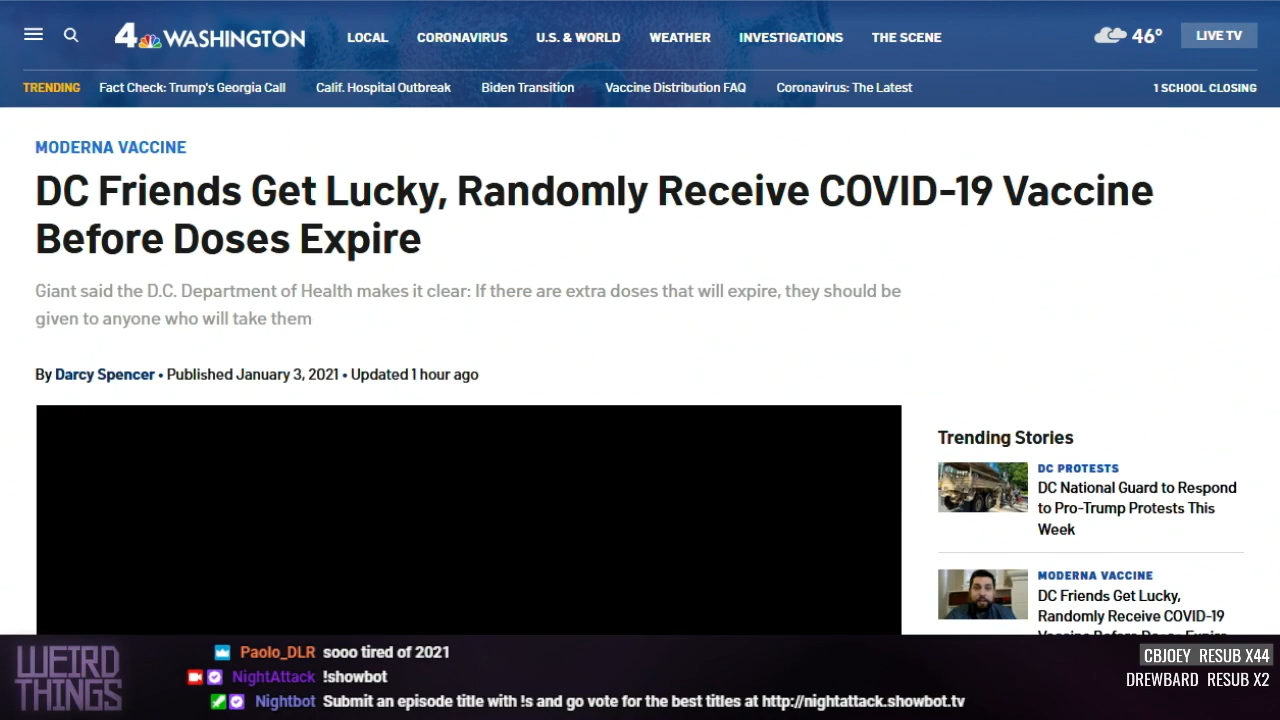 4 WASHINGTON
LOCAL CORONAVIRUS U.S. & WORLD WEATHER INVESTIGATIONS THE SCENE
46°
LIVE TV
TRENDING Fact Check: Trump's Georgia Call Calif. Hospital Outbreak Biden Transition Vaccine Distribution FAQ Coronavirus: The Latest
1 SCHOOL CLOSING
MODERNA VACCINE
DC Friends Get Lucky, Randomly Receive COVID-19 Vaccine
Before Doses Expire
Giant said the D.C. Department of Health makes it clear: If there are extra doses that will expire, they should be
given to anyone who will take them
By Darcy Spencer • Published January 3, 2021 • Updated 1 hour ago
Trending Stories
DC PROTESTS
DC National Guard to Respond
to Pro-Trump Protests This
Week
MODERNA VACCINE
DC Friends Get Lucky,
Randomly Receive COVID-19
Vaccine Before Doses Expire
WEIRD
THINGS
Paolo_DLR sooo tired of 2021
NightAttack !showbot
Nightbot Submit an episode title with !s and go vote for the best titles at http://nightattack.showbot.tv
CBJOEY RESUB X44
DREWBARD RESUB X2